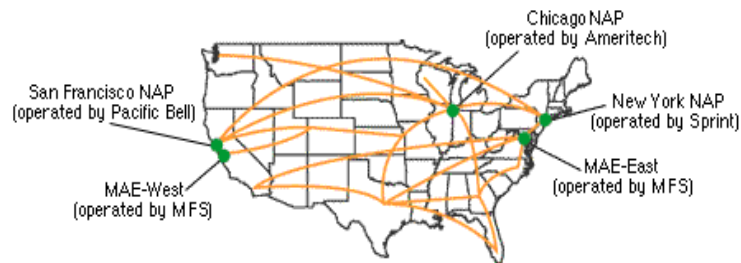 Chicago NAP
(operated by Ameritech)
San Francisco NAP
(operated by Pacific Bell)
New York NAP
(operated by Sprint)
MAE-West
(operated by MFS)
MAE-East
(operated by MFS)